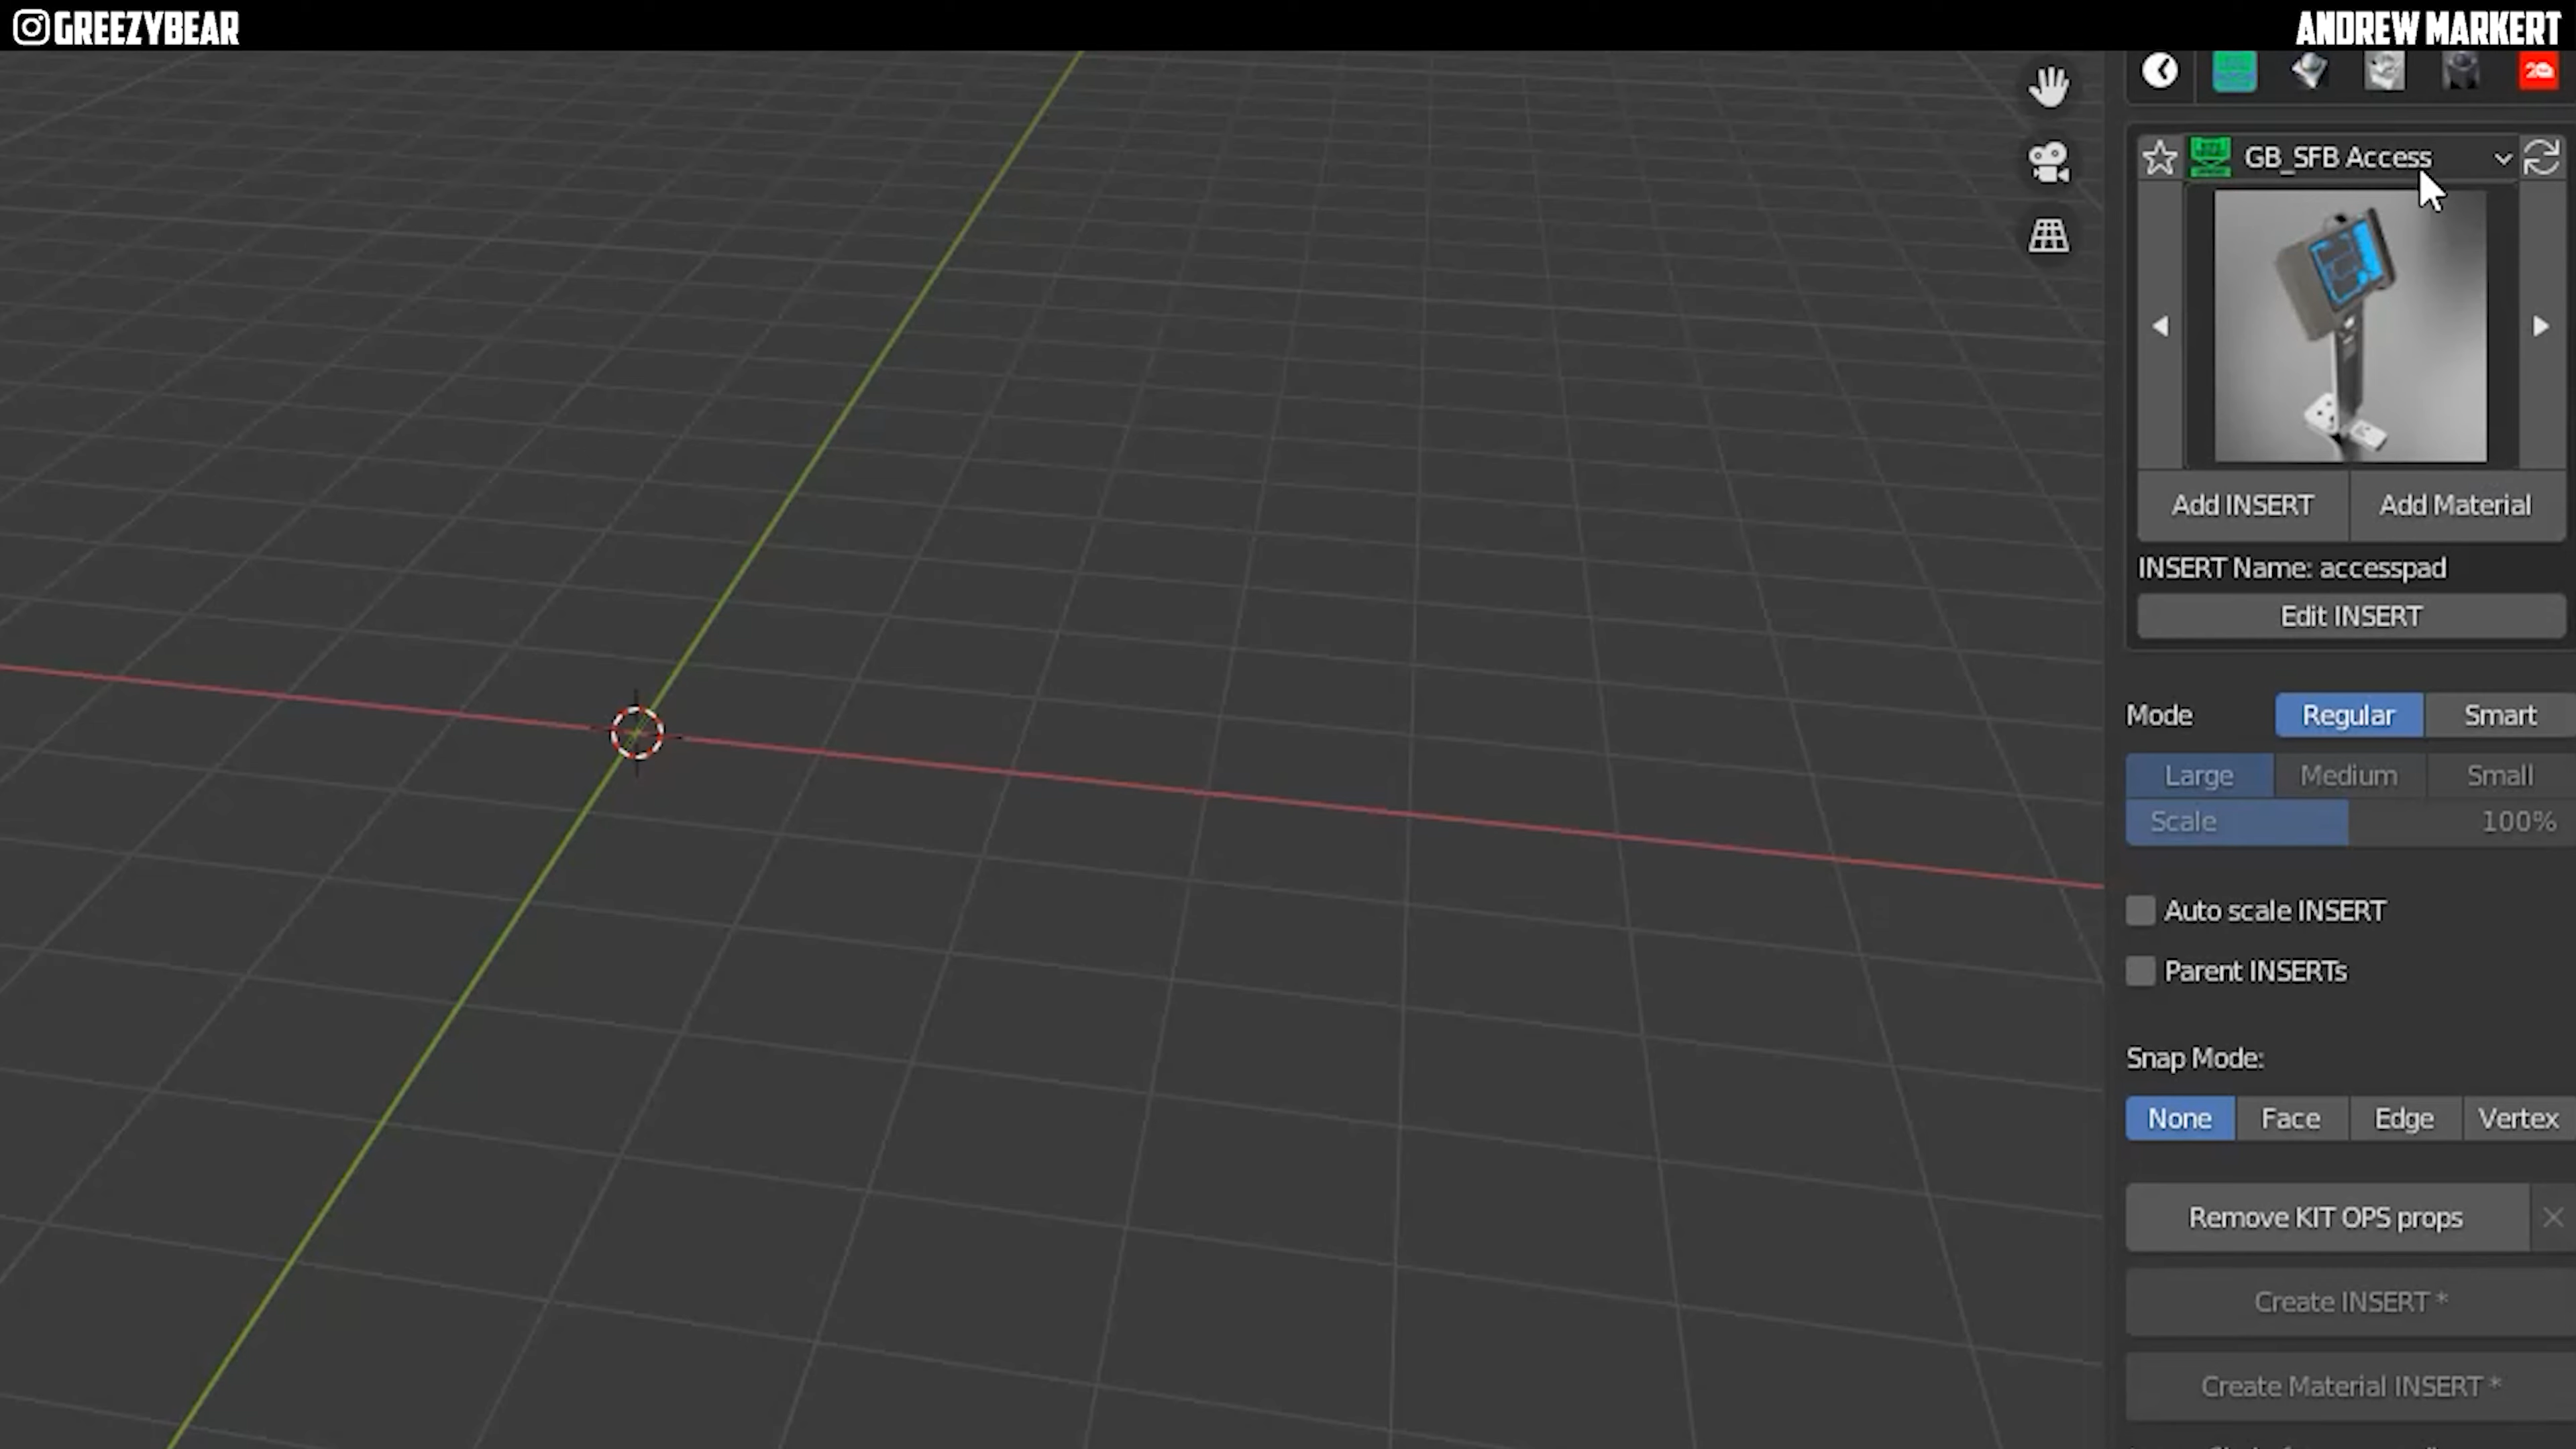 GREEZYBEAR
ANDREW MARKERT
GB_SFB Access
Add INSERT
Add Material
INSERT Name: accesspad
Edit INSERT
Mode
Regular
Smart
Large
Medium
Small
Scale
100%
Auto scale INSERT
Parent INSERTs
Snap Mode:
None
Face
Edge
Vertex
Remove KIT OPS props
Create INSERT *
Create Material INSERT *